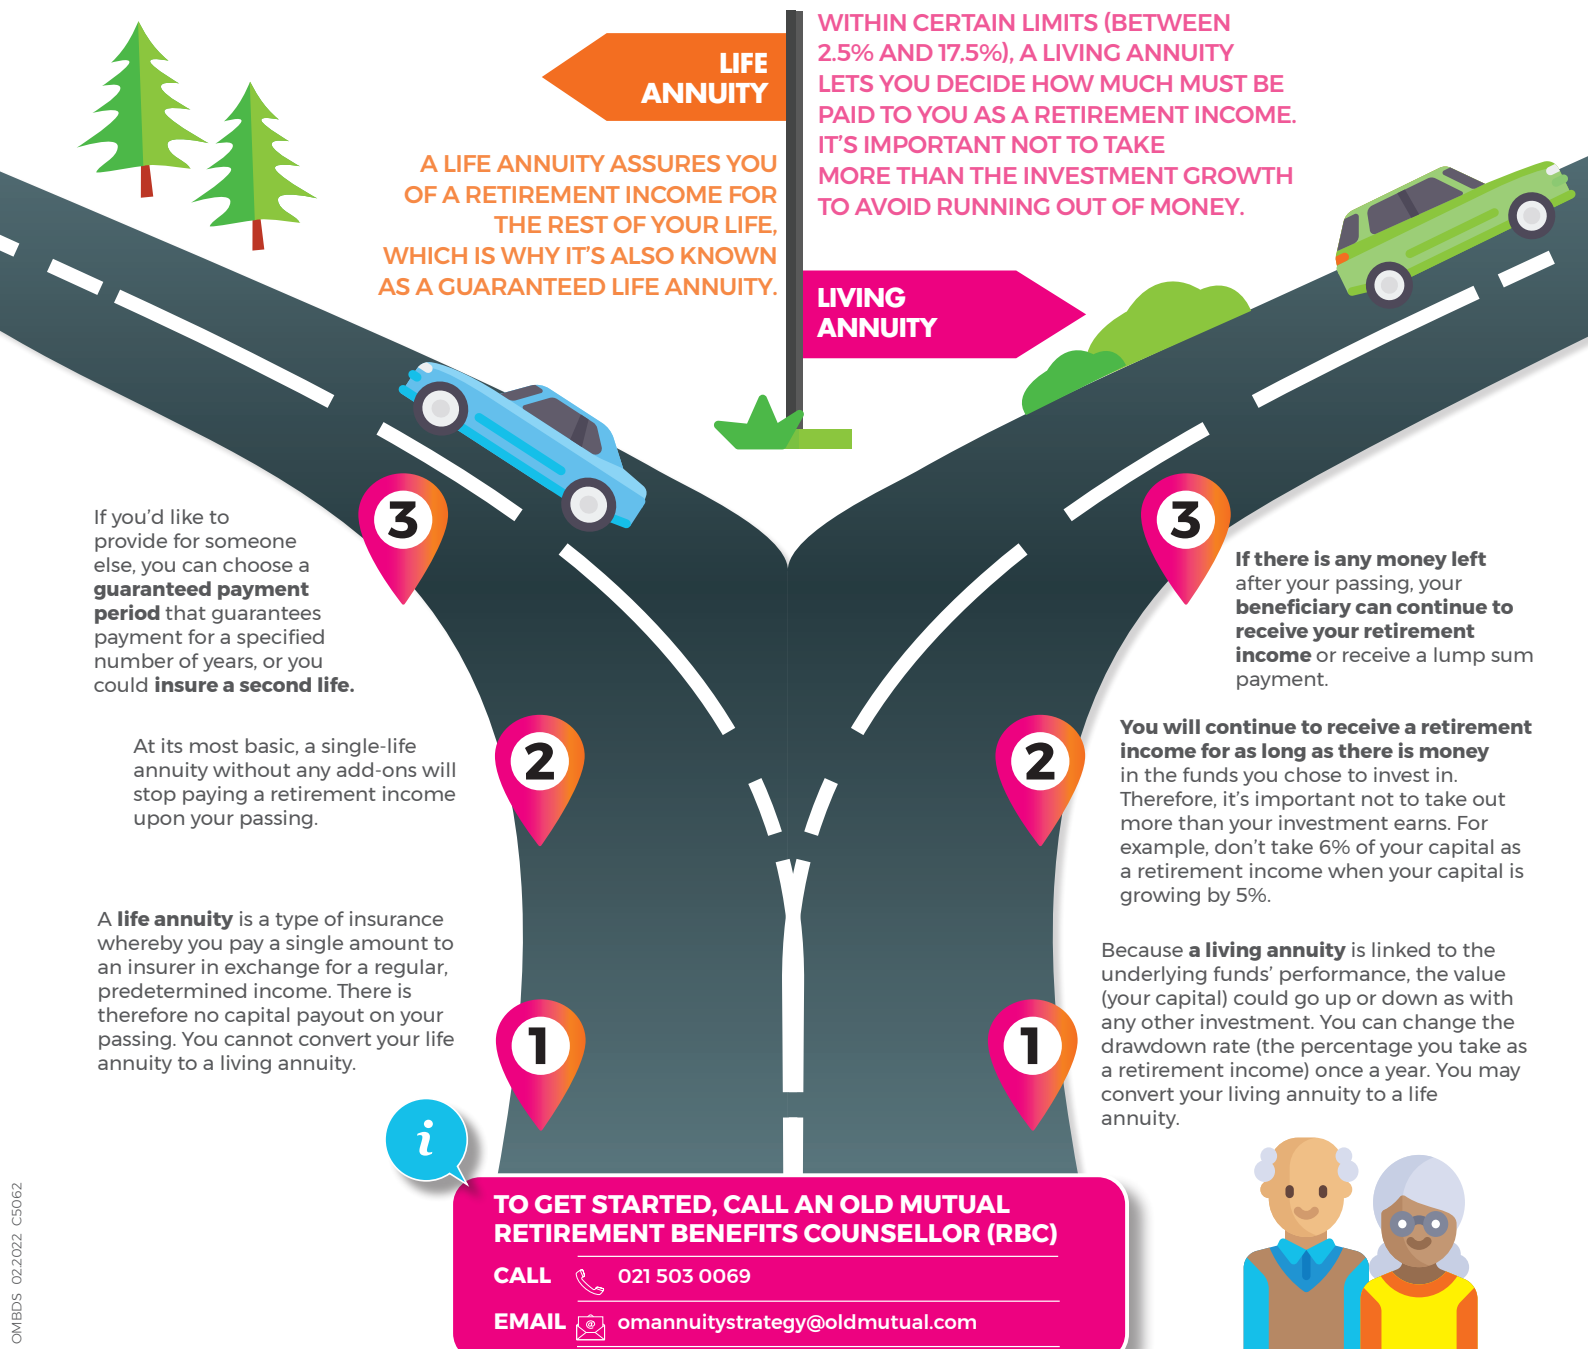 LIFE
ANNUITY
A LIFE ANNUITY ASSURES YOU
OF A RETIREMENT INCOME FOR
THE REST OF YOUR LIFE,
WHICH IS WHY IT'S ALSO KNOWN
AS A GUARANTEED LIFE ANNUITY.
WITHIN CERTAIN LIMITS (BETWEEN
2.5% AND 17.5%), A LIVING ANNUITY
LETS YOU DECIDE HOW MUCH MUST BE
PAID TO YOU AS A RETIREMENT INCOME.
IT'S IMPORTANT NOT TO TAKE
MORE THAN THE INVESTMENT GROWTH
TO AVOID RUNNING OUT OF MONEY.
LIVING
ANNUITY
3
If you'd like to
provide for someone
else, you can choose a
guaranteed payment
period that guarantees
payment for a specified
number of years, or you
could insure a second life.
2
At its most basic, a single-life
annuity without any add-ons will
stop paying a retirement income
upon your passing.
1
A life annuity is a type of insurance
whereby you pay a single amount to
an insurer in exchange for a regular,
predetermined income. There is
therefore no capital payout on your
passing. You cannot convert your life
annuity to a living annuity.
3
If there is any money left
after your passing, your
beneficiary can continue to
receive your retirement
income or receive a lump sum
payment.
2
You will continue to receive a retirement
income for as long as there is money
in the funds you chose to invest in.
Therefore, it's important not to take out
more than your investment earns. For
example, don't take 6% of your capital as
a retirement income when your capital is
growing by 5%.
1
Because a living annuity is linked to the
underlying funds' performance, the value
(your capital) could go up or down as with
any other investment. You can change the
drawdown rate (the percentage you take as
a retirement income) once a year. You may
convert your living annuity to a life
annuity.
i
TO GET STARTED, CALL AN OLD MUTUAL
RETIREMENT BENEFITS COUNSELLOR (RBC)
CALL 021 503 0069
EMAIL @ omannuitystrategy@oldmutual.com
OMBDS 02.2022 C5062